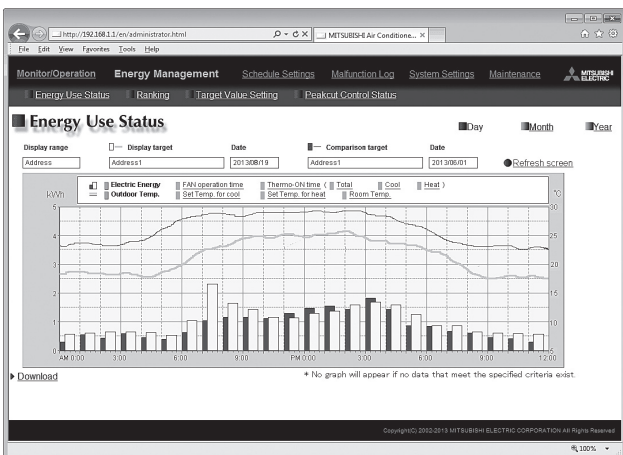 http://192.168.1.1/en/administrator.html
MITSUBISHI Air Conditione...
File Edit View Favorites Tools Help
Monitor/Operation Energy Management Schedule Settings Malfunction Log System Settings Maintenance MITSUBISHI ELECTRIC
Energy Use Status Ranking Target Value Setting Peakcut Control Status
Energy Use Status
Day Month Year
Display range Display target Date Comparison target Date
Address Address1 2013/08/19 Address1 2013/06/01 Refresh screen
Electric Energy FAN operation time Thermo-ON time ( Total Cool Heat )
Outdoor Temp. Set Temp. for cool Set Temp. for heat Room Temp.
kWh °C
5 30
4 25
3 20
2 15
1 10
0 5
AM 0:00 3:00 6:00 9:00 PM 0:00 3:00 6:00 9:00 12:00
Download
* No graph will appear if no data that meet the specified criteria exist.
Copyright(C) 2002-2013 MITSUBISHI ELECTRIC CORPORATION All Rights Reserved
100%